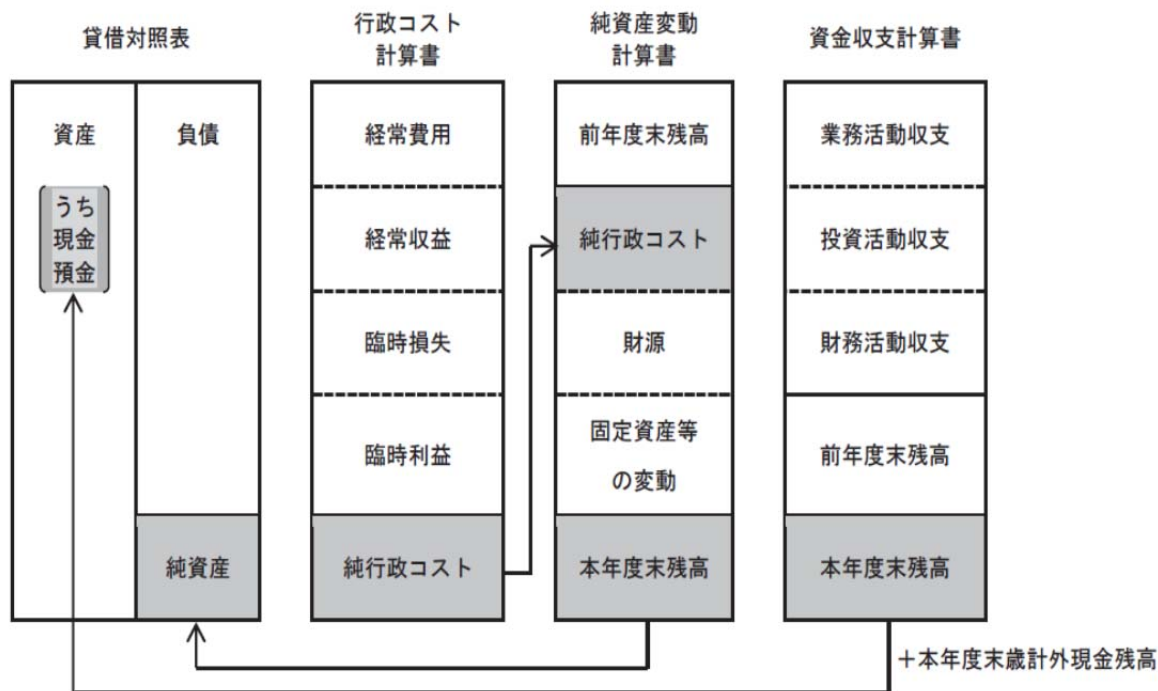 貸借対照表
行政コスト
計算書
純資産変動
計算書
資金収支計算書
資産
負債
うち
現金
預金
純資産
経常費用
経常収益
臨時損失
臨時利益
純行政コスト
前年度末残高
純行政コスト
財源
固定資産等
の変動
本年度末残高
業務活動収支
投資活動収支
財務活動収支
前年度末残高
本年度末残高
＋本年度末歳計外現金残高